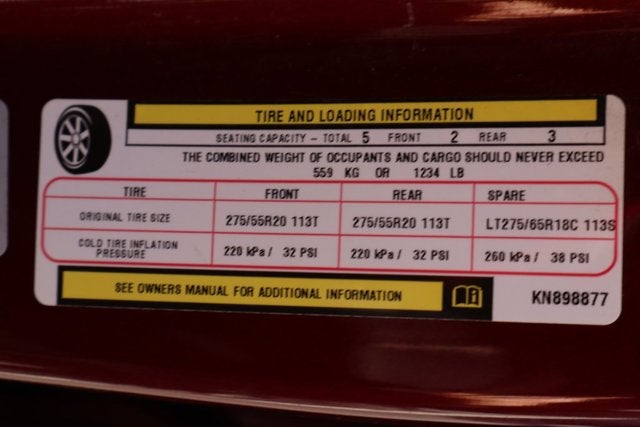 TIRE AND LOADING INFORMATION
SEATING CAPACITY – TOTAL 5 FRONT 2 REAR 3
THE COMBINED WEIGHT OF OCCUPANTS AND CARGO SHOULD NEVER EXCEED
559 KG OR 1234 LB
TIRE FRONT REAR SPARE
ORIGINAL TIRE SIZE 275/55R20 113T 275/55R20 113T LT275/65R18C 113S
COLD TIRE INFLATION
PRESSURE 220 kPa / 32 PSI 220 kPa / 32 PSI 260 kPa / 38 PSI
SEE OWNERS MANUAL FOR ADDITIONAL INFORMATION
KN898877